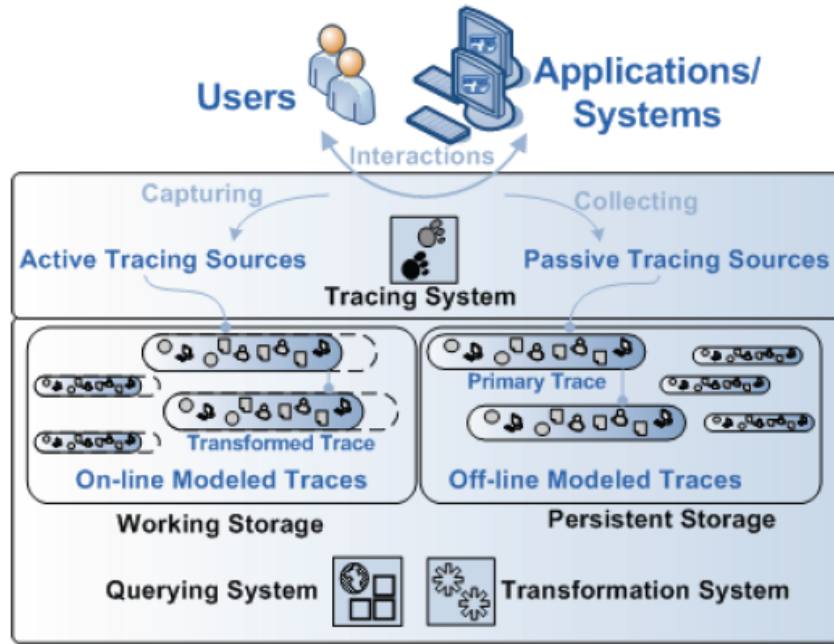 Users
Applications/
Systems
Interactions
Capturing
Collecting
Active Tracing Sources
Passive Tracing Sources
Tracing System
Primary Trace
Transformed Trace
On-line Modeled Traces
Off-line Modeled Traces
Working Storage
Persistent Storage
Querying System
Transformation System